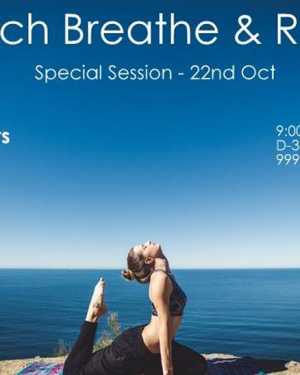 ch Breathe & R
Special Session - 22nd Oct
rs
9:00
D-3
999